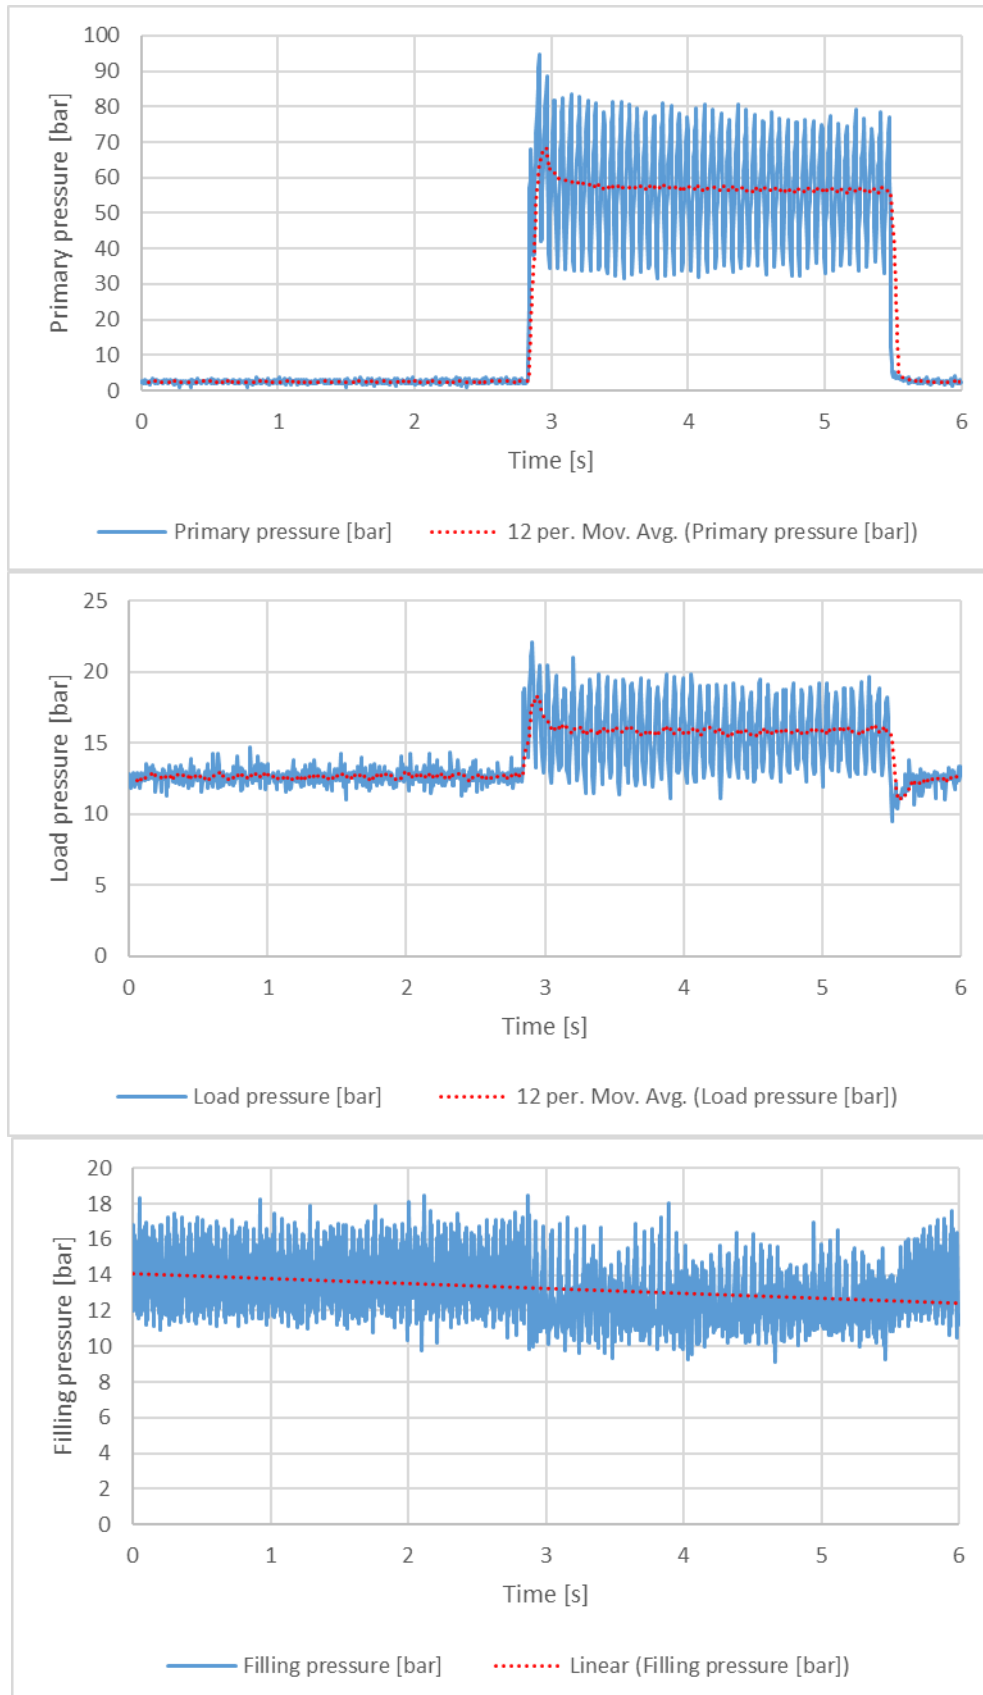 100
90
80
70
60
50
40
30
20
10
0
Primary pressure [bar]
0 1 2 3 4 5 6
Time [s]
Primary pressure [bar] 12 per. Mov. Avg. (Primary pressure [bar])
25
20
15
10
5
0
Load pressure [bar]
0 1 2 3 4 5 6
Time [s]
Load pressure [bar] 12 per. Mov. Avg. (Load pressure [bar])
20
18
16
14
12
10
8
6
4
2
0
Filling pressure [bar]
0 1 2 3 4 5 6
Time [s]
Filling pressure [bar] Linear (Filling pressure [bar])